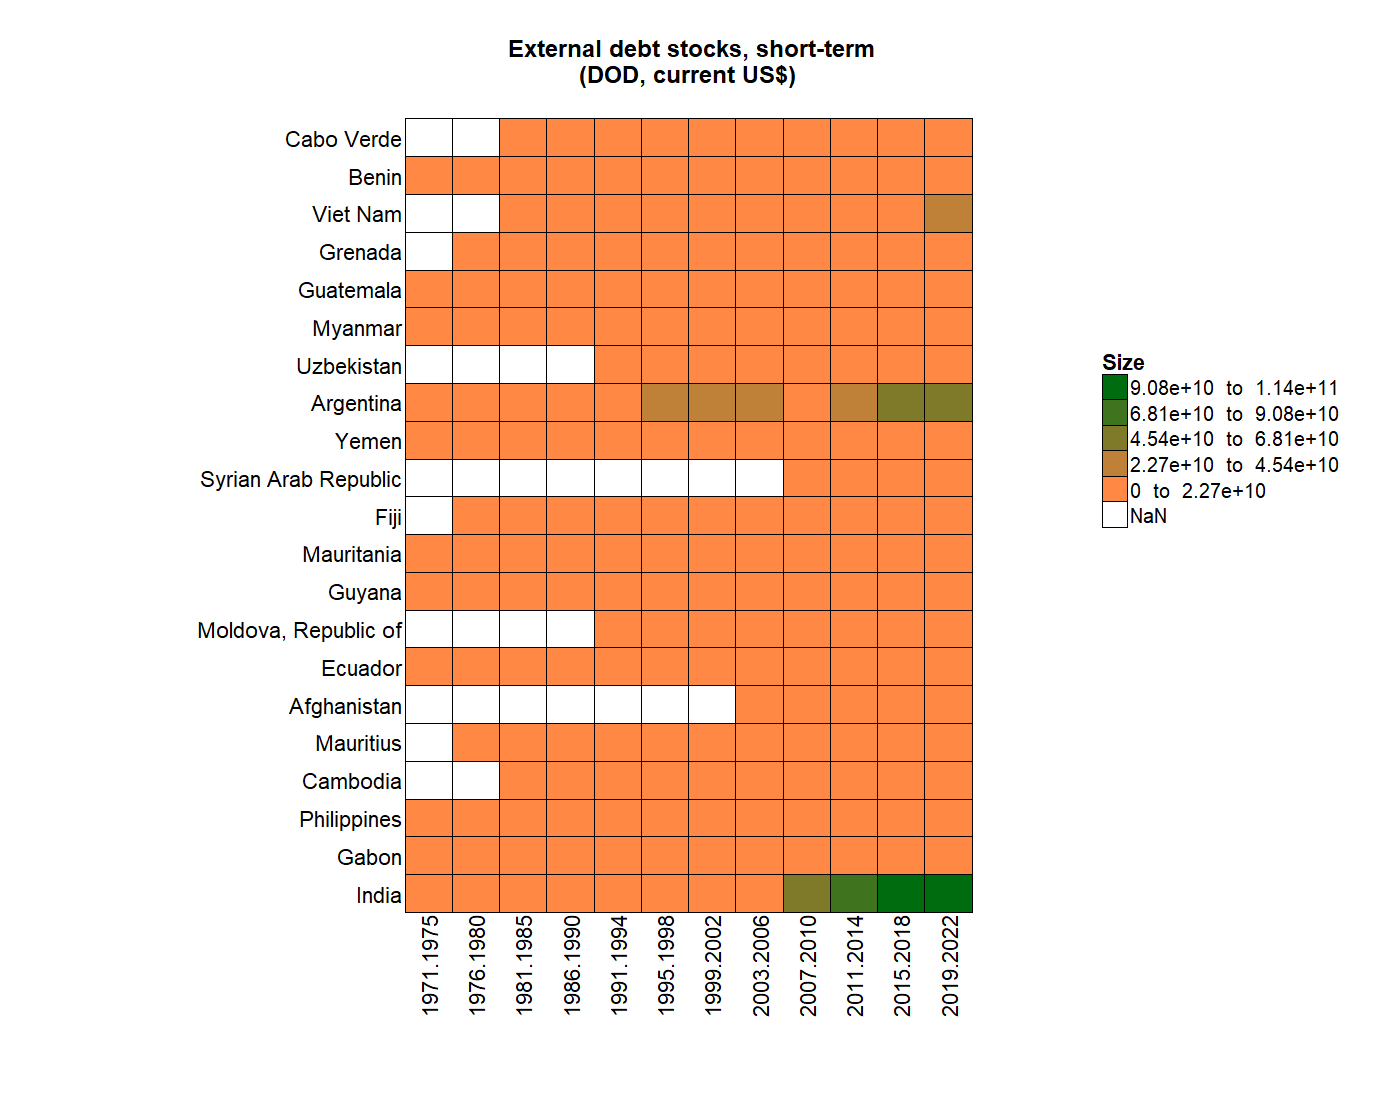 External debt stocks, short-term
(DOD, current US$)
Cabo Verde
Benin
Viet Nam
Grenada
Guatemala
Myanmar
Uzbekistan
Argentina
Yemen
Syrian Arab Republic
Fiji
Mauritania
Guyana
Moldova, Republic of
Ecuador
Afghanistan
Mauritius
Cambodia
Philippines
Gabon
India
1971.1975
1976.1980
1981.1985
1986.1990
1991.1994
1995.1998
1999.2002
2003.2006
2007.2010
2011.2014
2015.2018
2019.2022
Size
9.08e+10 to 1.14e+11
6.81e+10 to 9.08e+10
4.54e+10 to 6.81e+10
2.27e+10 to 4.54e+10
0 to 2.27e+10
NaN